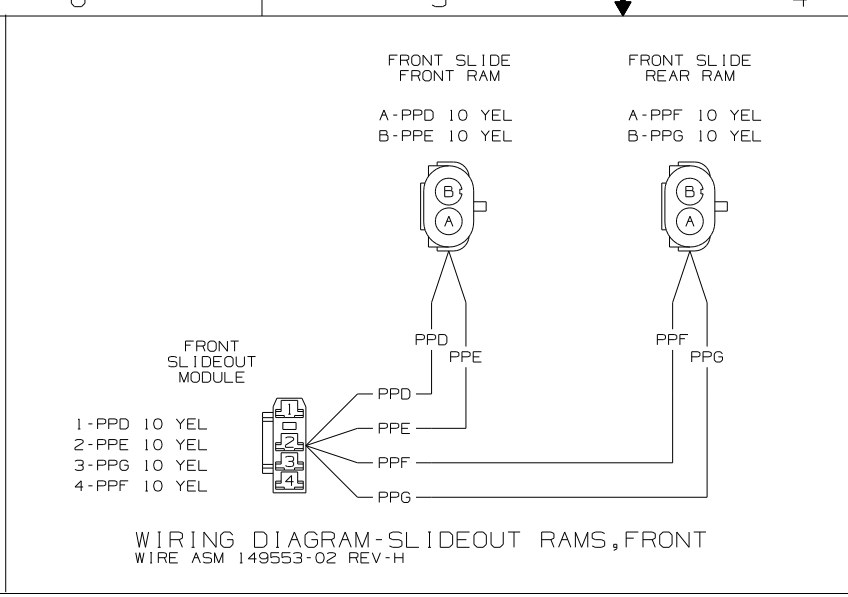 FRONT SLIDE
FRONT RAM
A-PPD 10 YEL
B-PPE 10 YEL
FRONT SLIDE
REAR RAM
A-PPF 10 YEL
B-PPG 10 YEL
B
A
B
A
PPD
PPE
PPF
PPG
FRONT
SLIDEOUT
MODULE
1-PPD 10 YEL
2-PPE 10 YEL
3-PPG 10 YEL
4-PPF 10 YEL
1
2
3
4
PPD
PPE
PPF
PPG
WIRING DIAGRAM-SLIDEOUT RAMS,FRONT
WIRE ASM 149553-02 REV-H